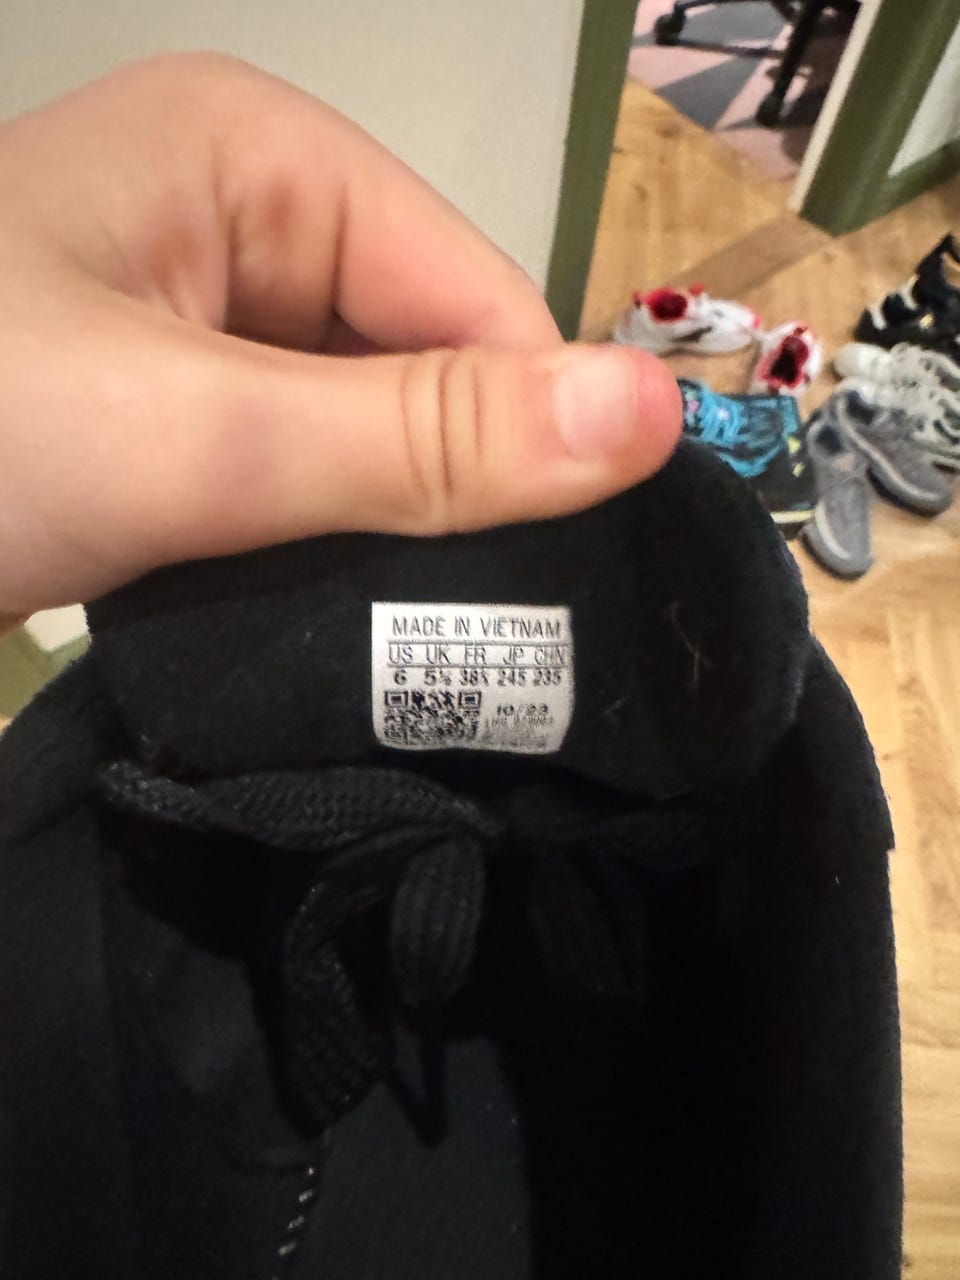 MADE IN VIETNAM
US UK FR JP CHN
6 5½ 38⅔ 245 235
10/23